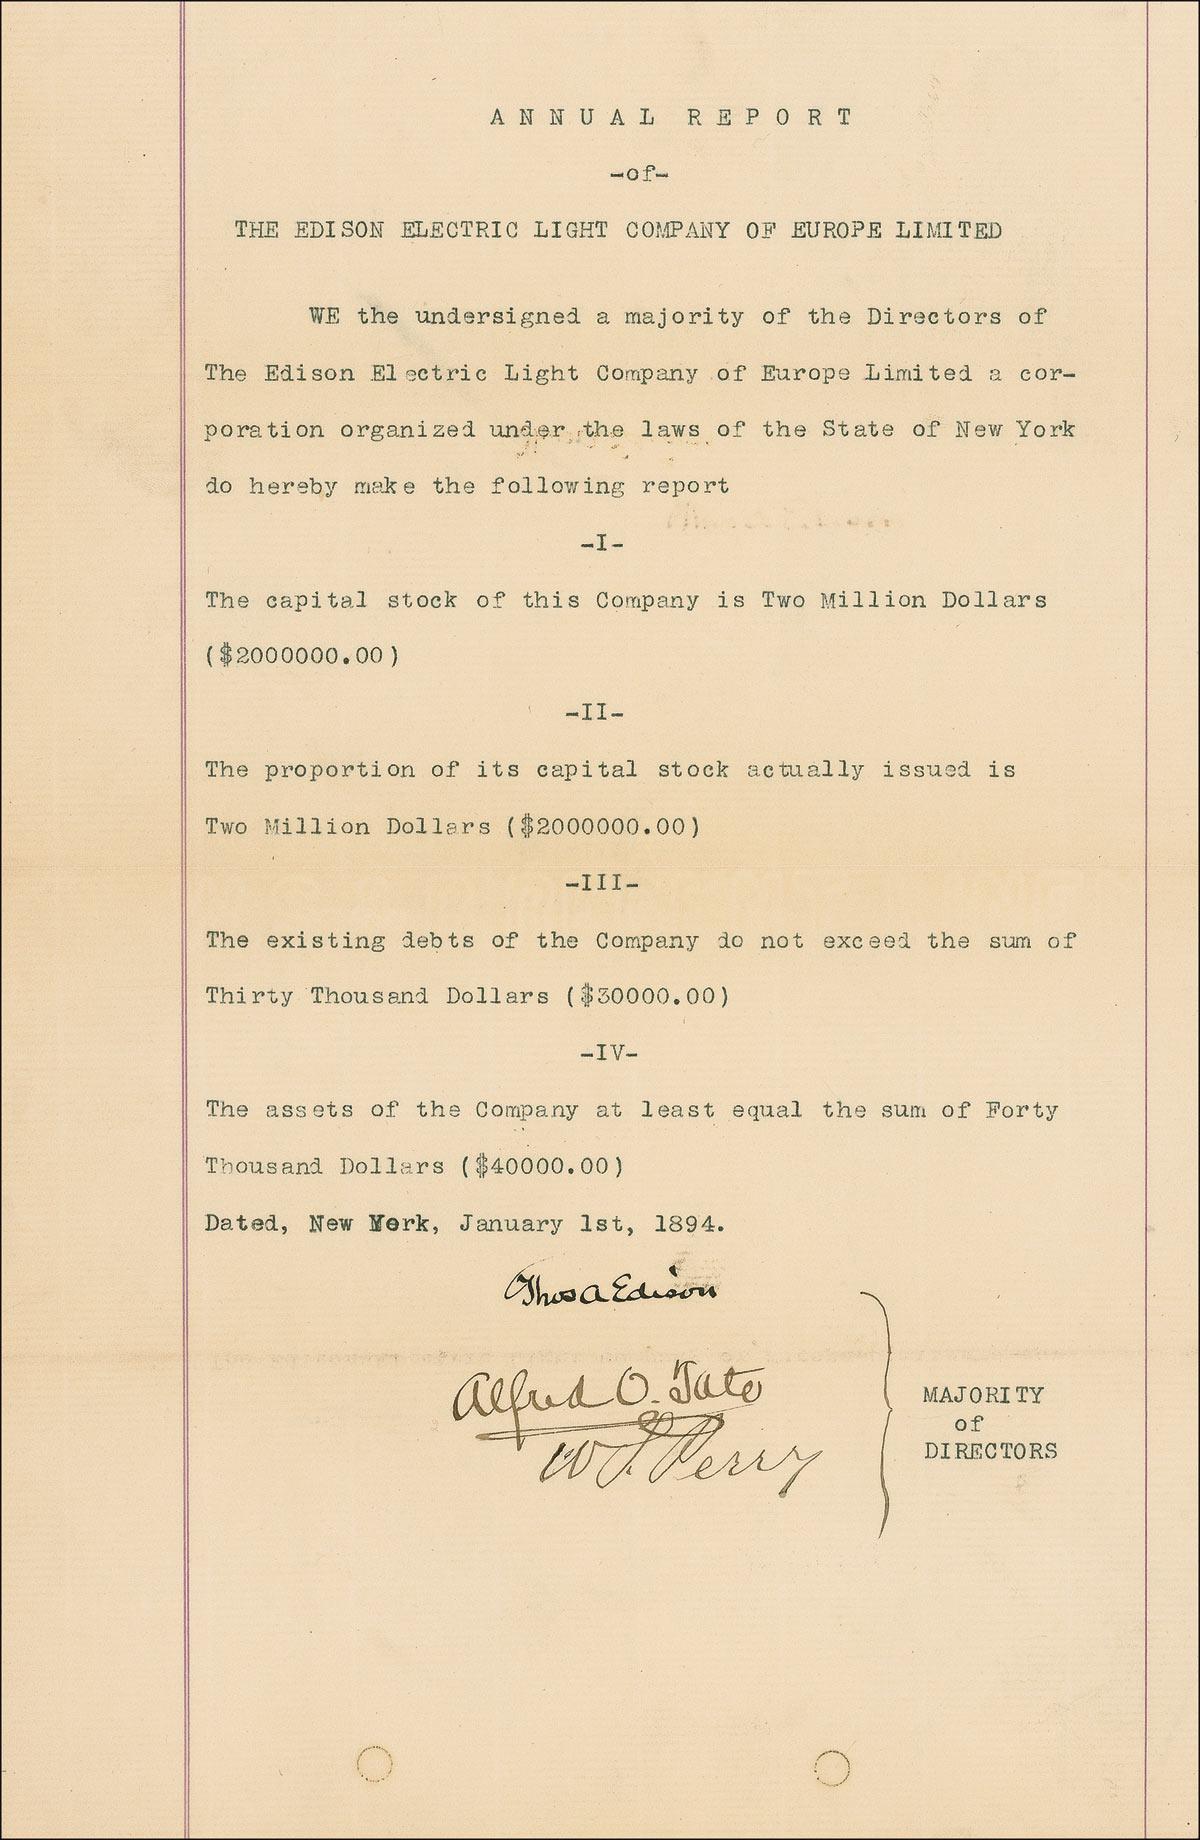 ANNUAL REPORT
-of-
THE EDISON ELECTRIC LIGHT COMPANY OF EUROPE LIMITED
WE the undersigned a majority of the Directors of
The Edison Electric Light Company of Europe Limited a cor-
poration organized under the laws of the State of New York
do hereby make the following report
-I-
The capital stock of this Company is Two Million Dollars
($2000000.00)
-II-
The proportion of its capital stock actually issued is
Two Million Dollars ($2000000.00)
-III-
The existing debts of the Company do not exceed the sum of
Thirty Thousand Dollars ($30000.00)
-IV-
The assets of the Company at least equal the sum of Forty
Thousand Dollars ($40000.00)
Dated, New York, January 1st, 1894.
Thos A Edison
Alfred O. Tate
W S Perry
MAJORITY
of
DIRECTORS